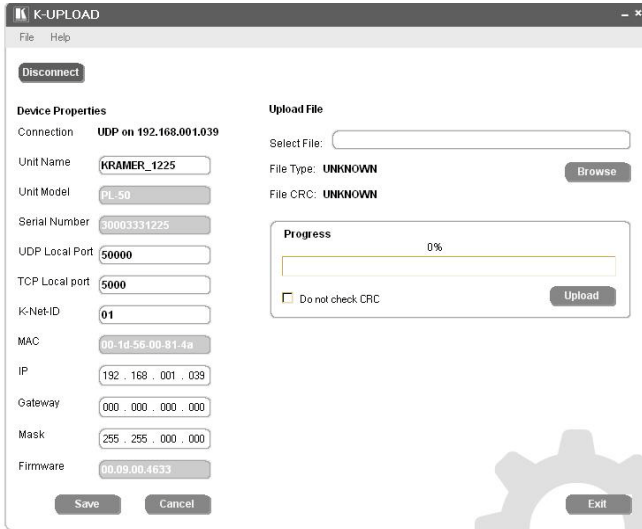 K-UPLOAD
File Help
Disconnect
Device Properties
Connection UDP on 192.168.001.039
Unit Name KRAMER_1225
Unit Model PL-50
Serial Number 30003331225
UDP Local Port 50000
TCP Local port 5000
K-Net-ID 01
MAC 00-1d-56-00-81-4a
IP 192 . 168 . 001 . 039
Gateway 000 . 000 . 000 . 000
Mask 255 . 255 . 000 . 000
Firmware 00.09.00.4633
Save Cancel
Upload File
Select File:
File Type: UNKNOWN
Browse
File CRC: UNKNOWN
Progress
0%
Do not check CRC
Upload
Exit